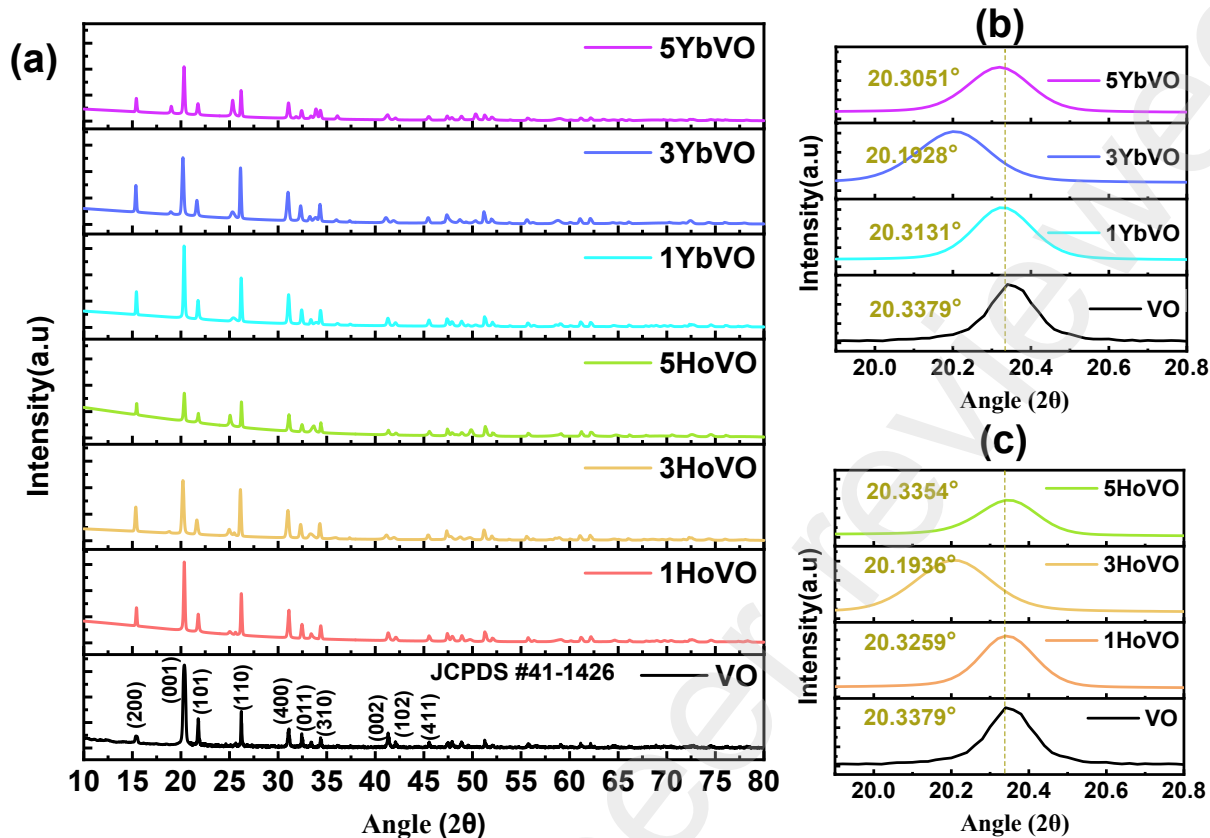 (a)
5YbVO
3YbVO
1YbVO
5HoVO
3HoVO
1HoVO
JCPDS #41-1426
VO
(200)
(001)
(101)
(110)
(400)
(011)
(310)
(002)
(102)
(411)
Intensity(a.u)
10 15 20 25 30 35 40 45 50 55 60 65 70 75 80
Angle (2θ)
(b)
20.3051° 5YbVO
20.1928° 3YbVO
20.3131° 1YbVO
20.3379° VO
Intensity(a.u)
20.0 20.2 20.4 20.6 20.8
Angle (2θ)
(c)
20.3354° 5HoVO
20.1936° 3HoVO
20.3259° 1HoVO
20.3379° VO
Intensity(a.u)
20.0 20.2 20.4 20.6 20.8
Angle (2θ)
eer reviewe